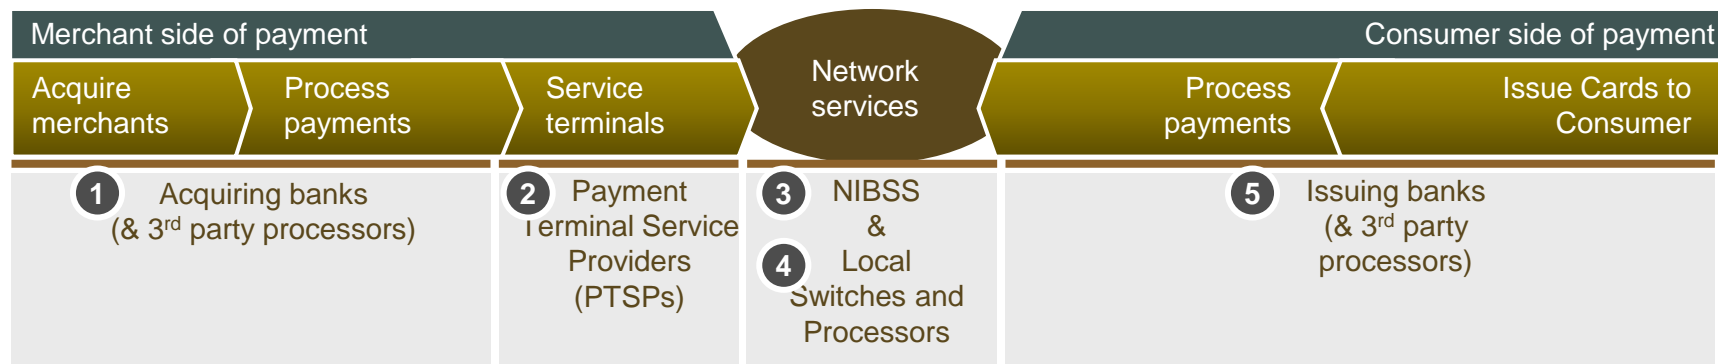 Merchant side of payment
Consumer side of payment
Acquire
merchants
Process
payments
Service
terminals
Network
services
Process
payments
Issue Cards to
Consumer
1
Acquiring banks
(& 3rd party processors)
2
Payment
Terminal Service
Providers
(PTSPs)
3
NIBSS
&
4
Local
Switches and
Processors
5
Issuing banks
(& 3rd party
processors)